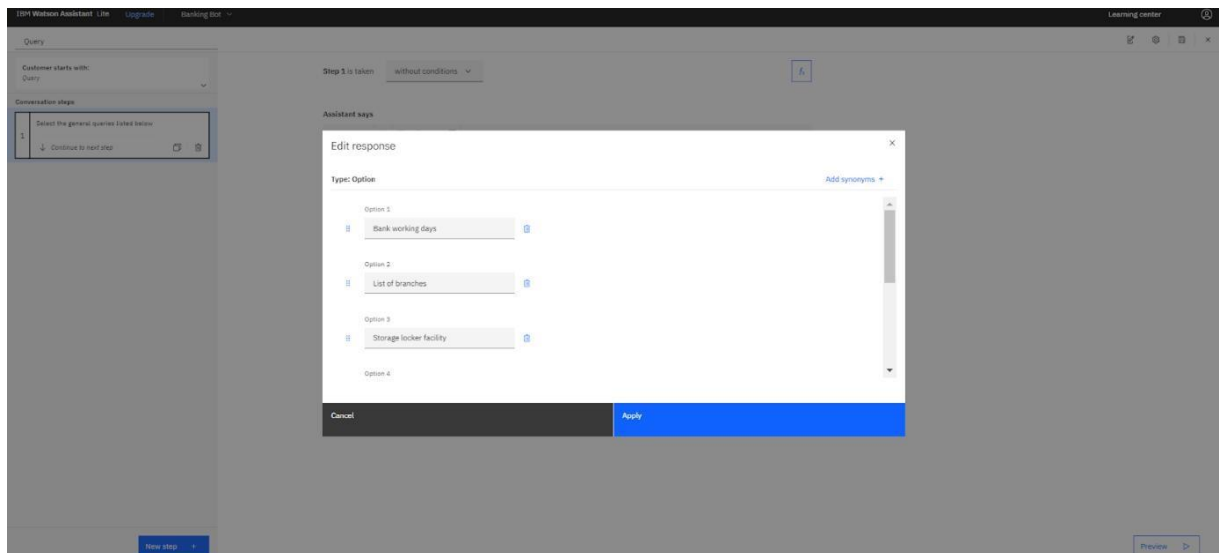 IBM Watson Assistant Lite Upgrade Banking Bot Learning center
Query
Customer starts with:
Query
Conversation steps
1
Select the general queries listed below
Continue to next step
New step +
Step 1 is taken without conditions
Assistant says
Edit response
Type: Option
Add synonyms +
Option 1
Bank working days
Option 2
List of branches
Option 3
Storage locker facility
Option 4
Cancel
Apply
Preview